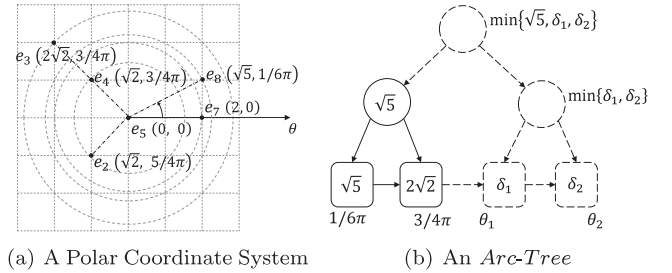 e₃ (2√2, 3/4π)
e₄ (√2, 3/4π)
e₈ (√5, 1/6π)
e₇ (2, 0)
e₅ (0, 0)
θ
e₂ (√2, 5/4π)
(a) A Polar Coordinate System
min{√5, δ₁, δ₂}
√5
min{δ₁, δ₂}
√5
2√2
δ₁
δ₂
1/6π
3/4π
θ₁
θ₂
(b) An Arc-Tree